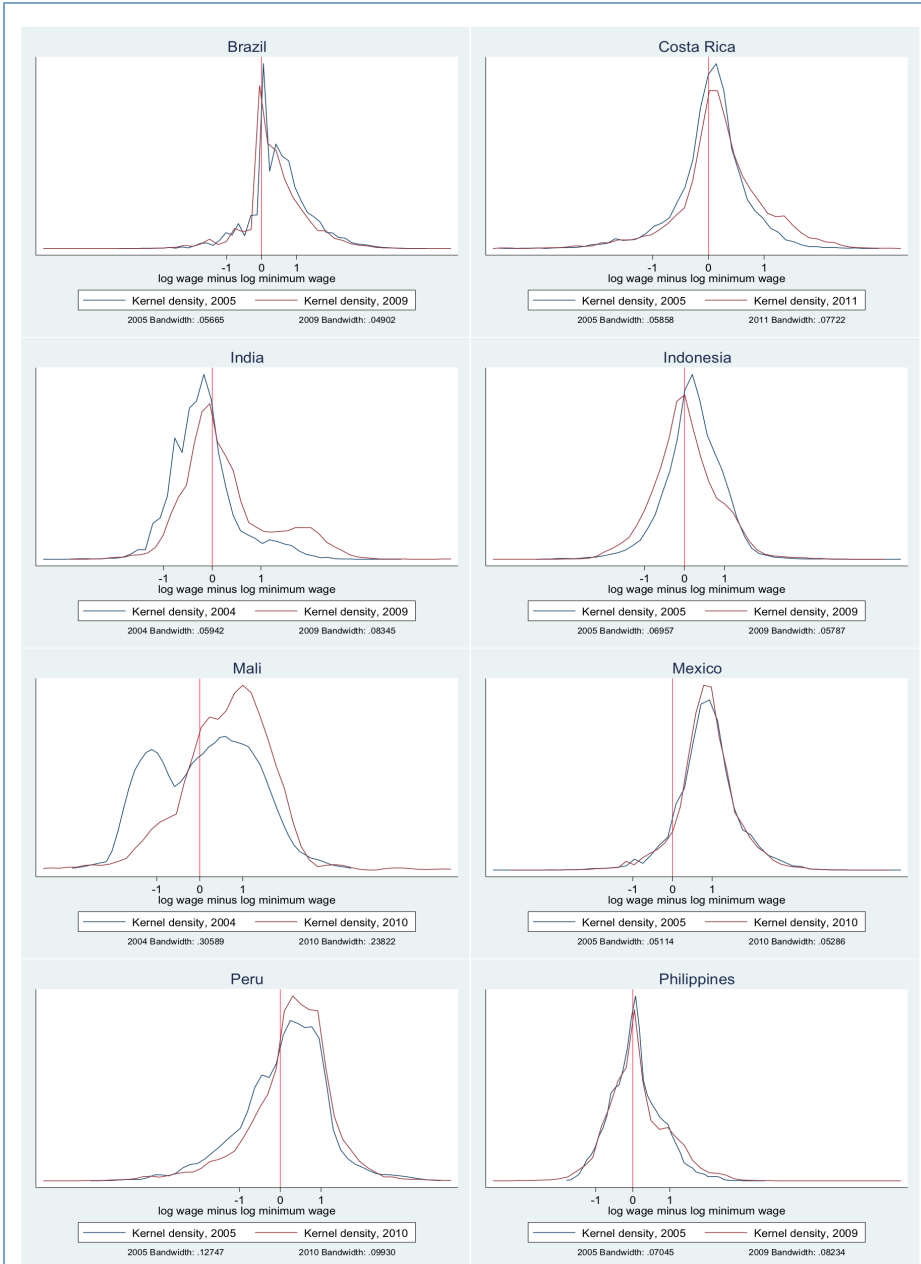 Brazil
-1 0 1
log wage minus log minimum wage
Kernel density, 2005 Kernel density, 2009
2005 Bandwidth: .05665 2009 Bandwidth: .04902
Costa Rica
-1 0 1
log wage minus log minimum wage
Kernel density, 2005 Kernel density, 2011
2005 Bandwidth: .05858 2011 Bandwidth: .07722
India
-1 0 1
log wage minus log minimum wage
Kernel density, 2004 Kernel density, 2009
2004 Bandwidth: .05942 2009 Bandwidth: .08345
Indonesia
-1 0 1
log wage minus log minimum wage
Kernel density, 2005 Kernel density, 2009
2005 Bandwidth: .06957 2009 Bandwidth: .05787
Mali
-1 0 1
log wage minus log minimum wage
Kernel density, 2004 Kernel density, 2010
2004 Bandwidth: .30589 2010 Bandwidth: .23822
Mexico
-1 0 1
log wage minus log minimum wage
Kernel density, 2005 Kernel density, 2010
2005 Bandwidth: .05114 2010 Bandwidth: .05286
Peru
-1 0 1
log wage minus log minimum wage
Kernel density, 2005 Kernel density, 2010
2005 Bandwidth: .12747 2010 Bandwidth: .09930
Philippines
-1 0 1
log wage minus log minimum wage
Kernel density, 2005 Kernel density, 2009
2005 Bandwidth: .07045 2009 Bandwidth: .08234